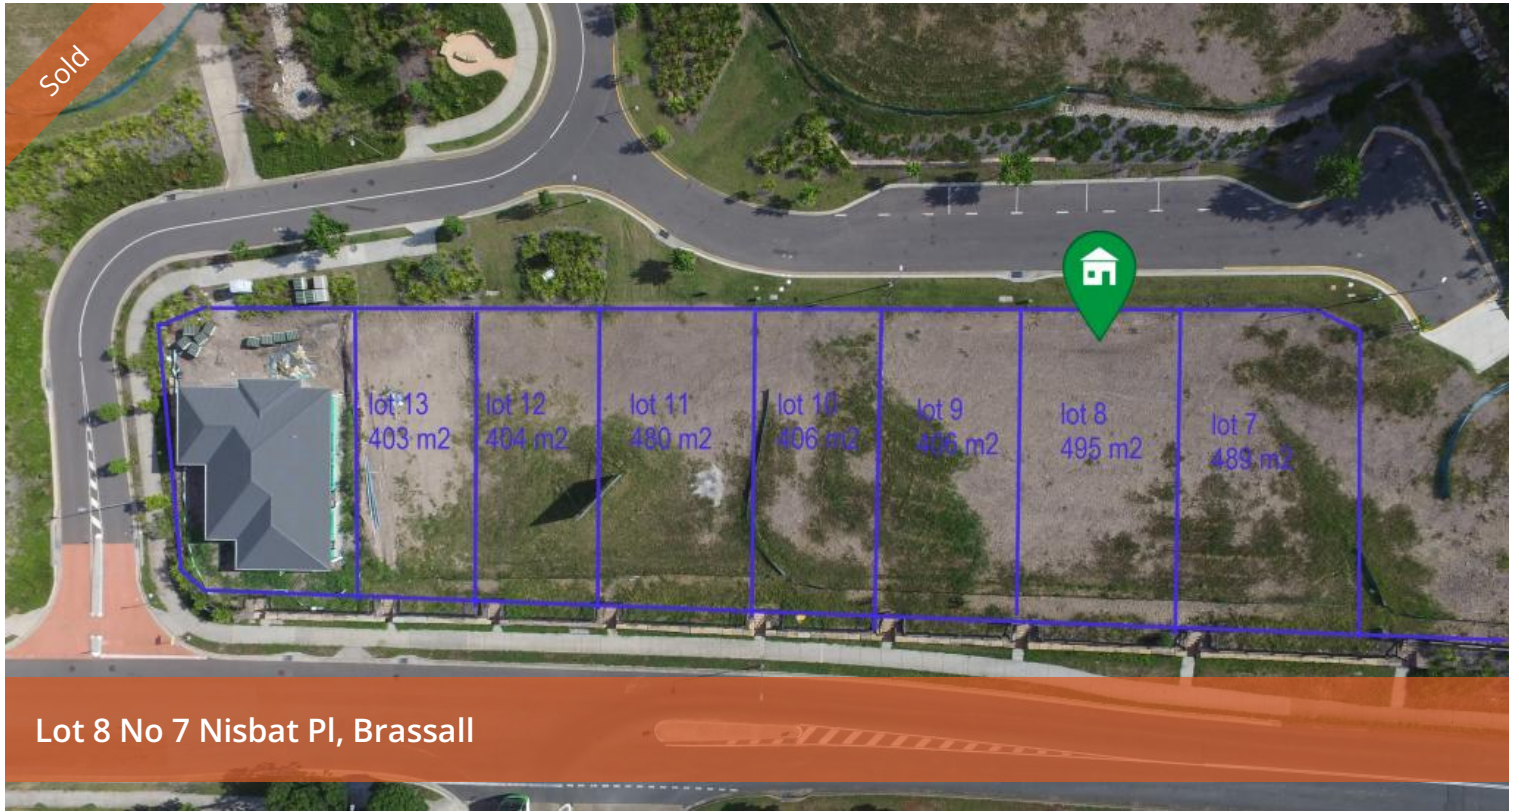 Sold
lot 13
403 m2
lot 12
404 m2
lot 11
480 m2
lot 10
406 m2
lot 9
406 m2
lot 8
495 m2
lot 7
489 m2
Lot 8 No 7 Nisbat Pl, Brassall